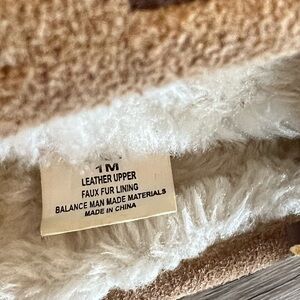 1M
LEATHER UPPER
FAUX FUR LINING
BALANCE MAN MADE MATERIALS
MADE IN CHINA